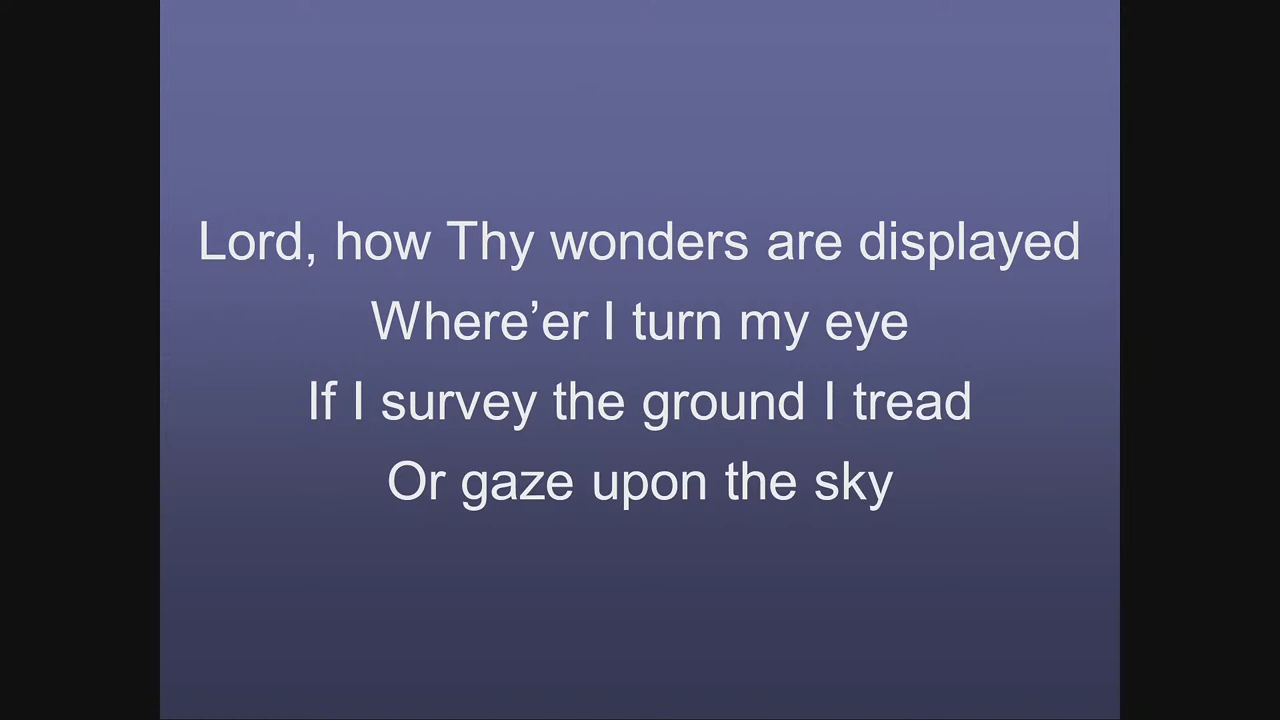 Lord, how Thy wonders are displayed
Where’er I turn my eye
If I survey the ground I tread
Or gaze upon the sky